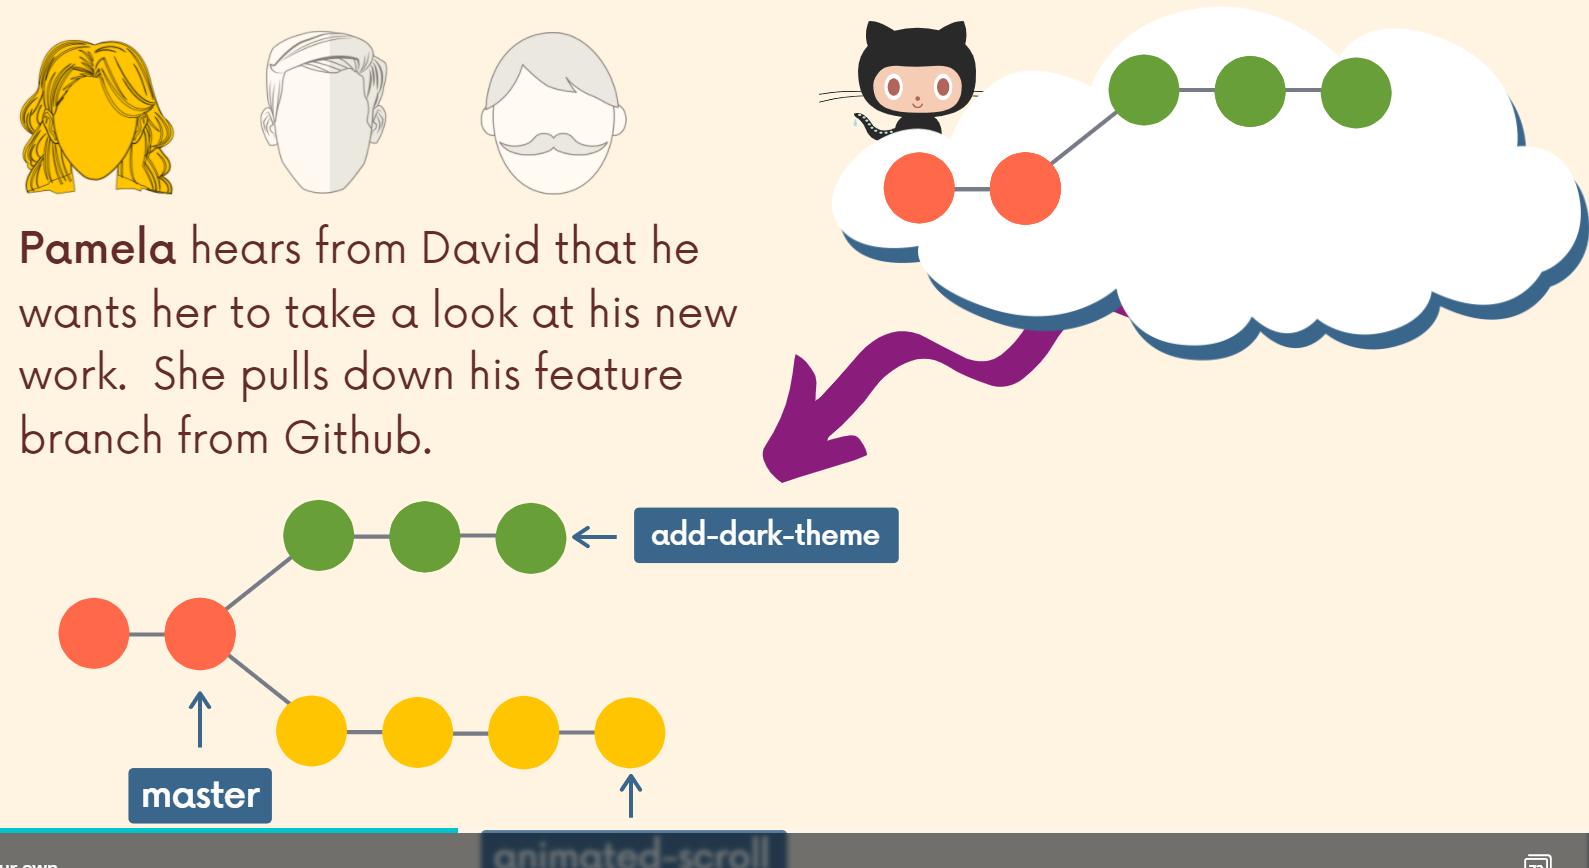 Pamela hears from David that he
wants her to take a look at his new
work. She pulls down his feature
branch from Github.
add-dark-theme
master
animated-scroll